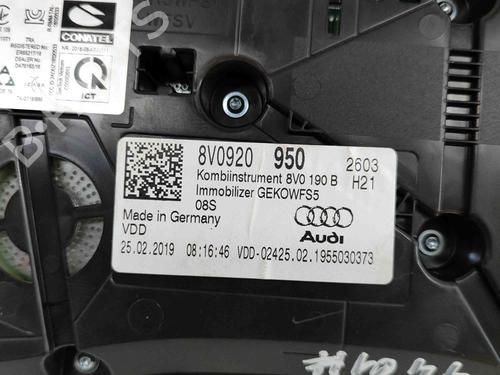 CONATEL
ICT
8V0920 950 2603
Kombiinstrument 8V0 190 B H21
Immobilizer GEKOWFS5
08S
Made in Germany
VDD
Audi
25.02.2019 08:16:46 VDD-02425.02.1955030373